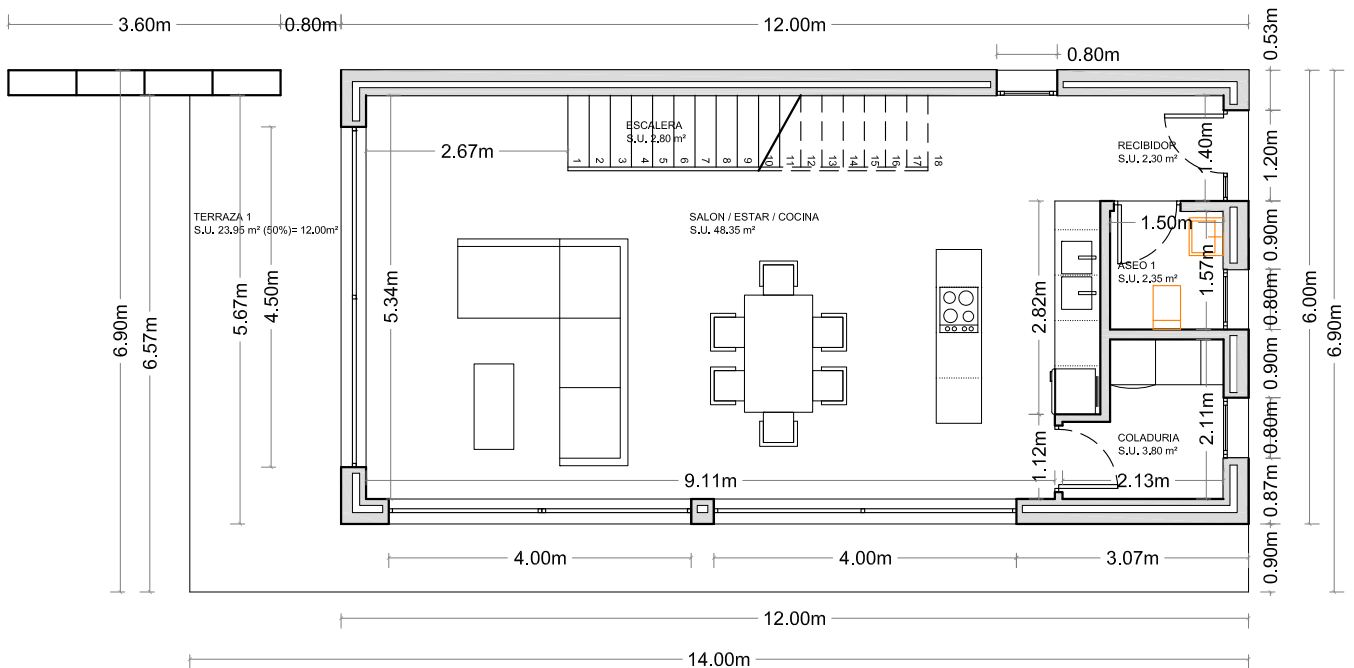 3.60m
0.80m
12.00m
0.53m
0.80m
ESCALERA
S.U. 2.80 m²
2.67m
1
2
3
4
5
6
7
8
9
10
11
12
13
14
15
16
17
18
RECIBIDOR
S.U. 2.30 m²
1.40m
1.20m
TERRAZA 1
S.U. 23.95 m² (50%)= 12.00m²
SALON / ESTAR / COCINA
S.U. 48.35 m²
1.50m
0.90m
ASEO 1
S.U. 2.35 m²
1.57m
6.90m
6.57m
5.67m
4.50m
5.34m
2.82m
0.80m
6.00m
6.90m
0.90m
COLADURIA
S.U. 3.80 m²
2.11m
0.80m
1.12m
9.11m
2.13m
0.87m
4.00m
4.00m
3.07m
0.90m
12.00m
14.00m